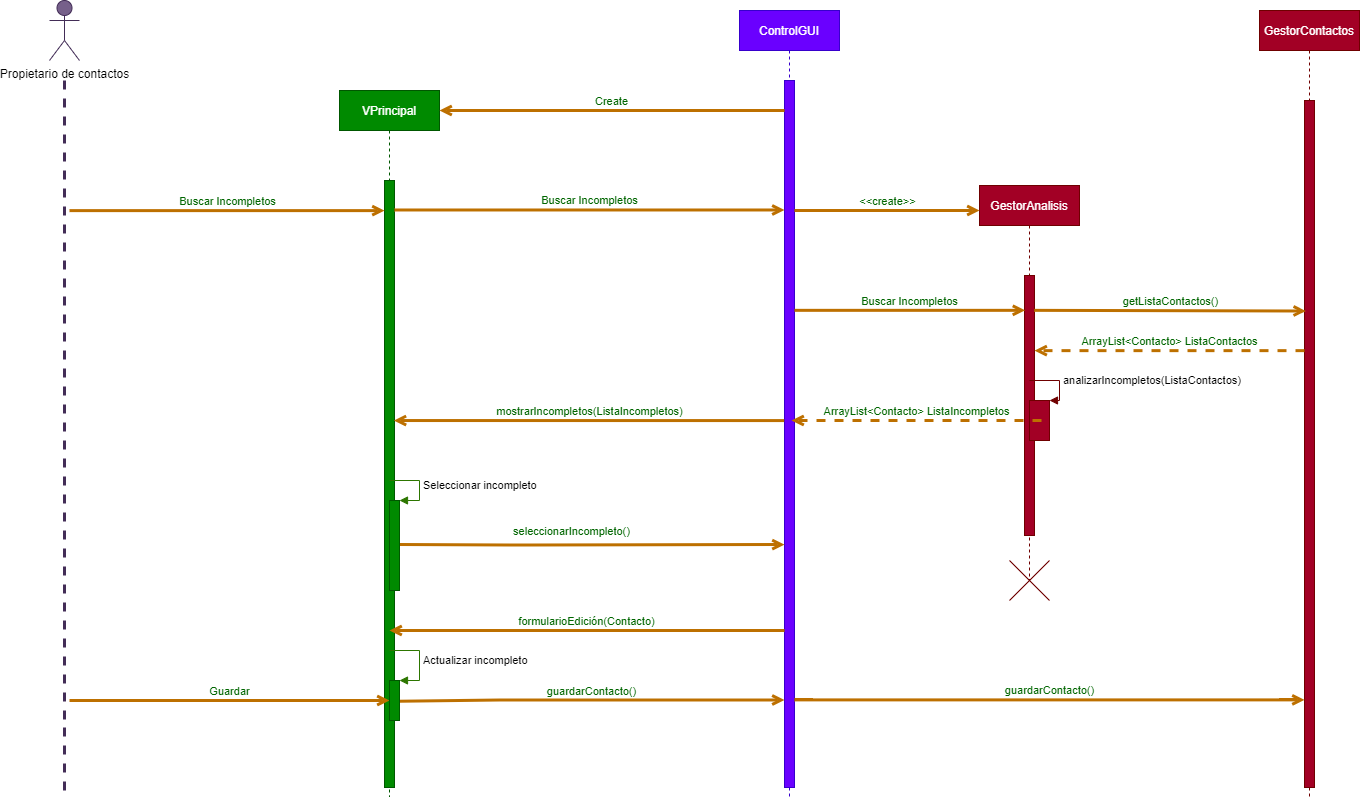 ControlGUI
GestorContactos
Propietario de contactos
VPrincipal
Create
Buscar Incompletos
Buscar Incompletos
<<create>>
GestorAnalisis
Buscar Incompletos
getListaContactos()
ArrayList<Contacto> ListaContactos
analizarIncompletos(ListaContactos)
mostrarIncompletos(ListaIncompletos)
ArrayList<Contacto> ListaIncompletos
Seleccionar incompleto
seleccionarIncompleto()
formularioEdición(Contacto)
Actualizar incompleto
Guardar
guardarContacto()
guardarContacto()